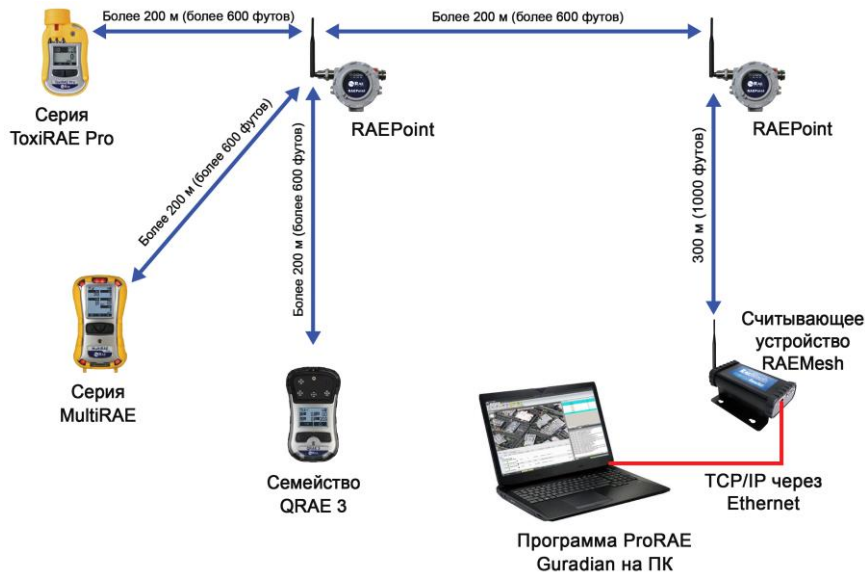 Более 200 м (более 600 футов)
Более 200 м (более 600 футов)
Серия
ToxiRAE Pro
RAEPoint
RAEPoint
RAEPoint
RAEPoint
Более 200 м (более 600 футов)
Более 200 м (более 600 футов)
300 м (1000 футов)
Серия
MultiRAE
Считывающее
устройство
RAEMesh
Семейство
QRAE 3
TCP/IP через
Ethernet
Программа ProRAE
Guradian на ПК